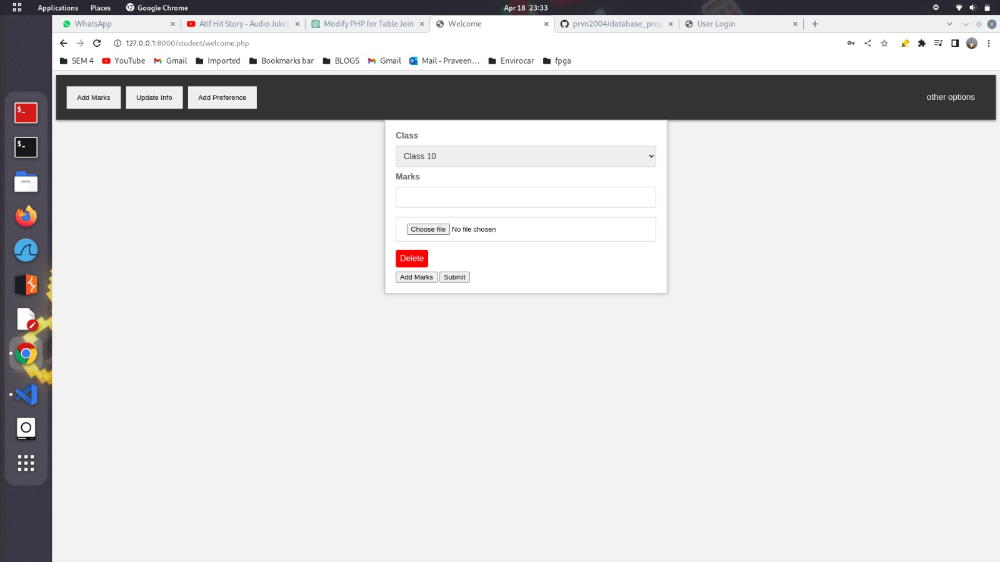 Applications Places Google Chrome Apr 18 23:33
WhatsApp Atif Hit Story - Audio Jukeb Modify PHP for Table Join Welcome prvn2004/database_proje User Login
127.0.0.1:8000/student/welcome.php
SEM 4 YouTube Gmail Imported Bookmarks bar BLOGS Gmail Mail - Praveen... Envirocar fpga
Add Marks Update Info Add Preference other options
Class
Class 10
Marks
Choose file No file chosen
Delete
Add Marks Submit
$_
$_